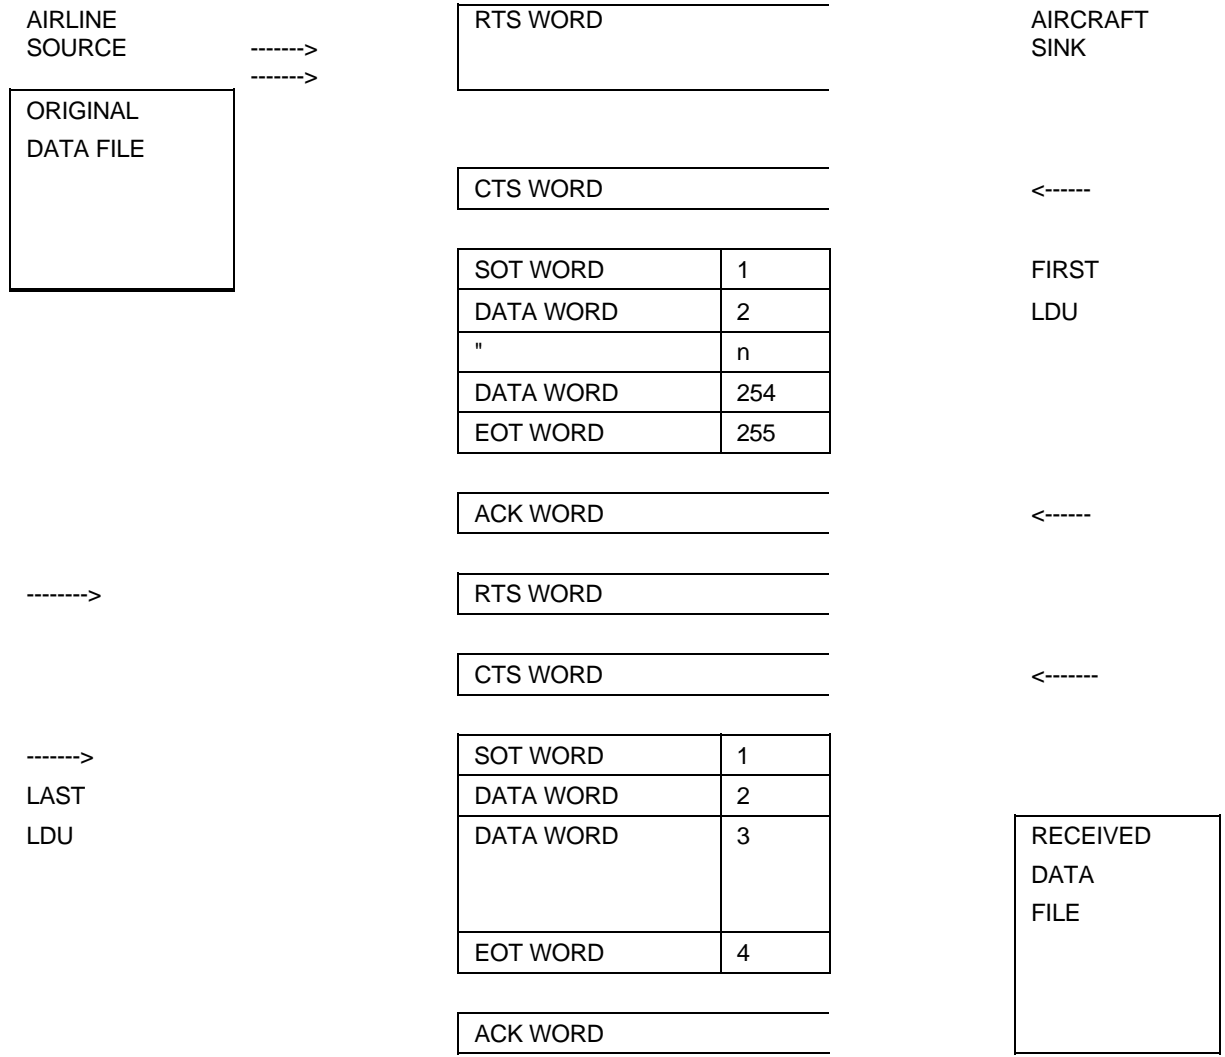 AIRLINE RTS WORD AIRCRAFT
SOURCE -------> SINK
------->
ORIGINAL
DATA FILE
CTS WORD <------
SOT WORD 1 FIRST
DATA WORD 2 LDU
" n
DATA WORD 254
EOT WORD 255
ACK WORD <------
--------> RTS WORD
CTS WORD <-------
-------> SOT WORD 1
LAST DATA WORD 2
LDU DATA WORD 3 RECEIVED
DATA
FILE
EOT WORD 4
ACK WORD